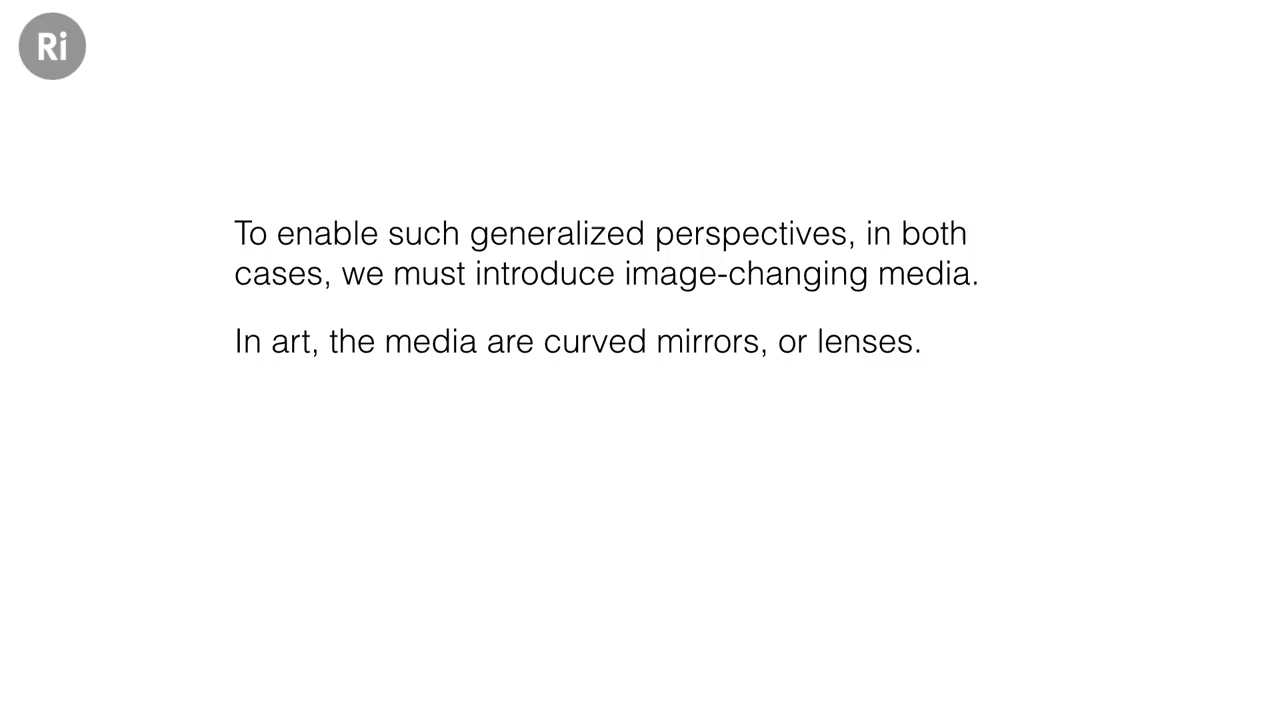 Ri
To enable such generalized perspectives, in both
cases, we must introduce image-changing media.
In art, the media are curved mirrors, or lenses.